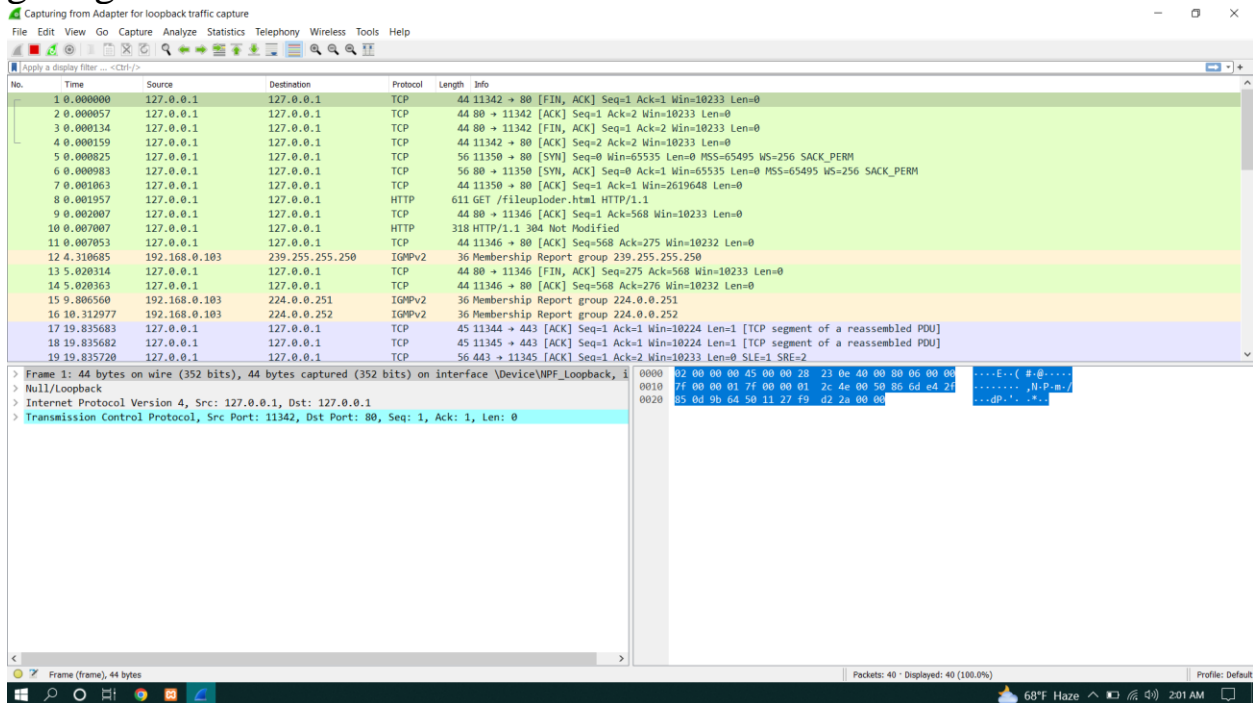 Capturing from Adapter for loopback traffic capture
File Edit View Go Capture Analyze Statistics Telephony Wireless Tools Help
Apply a display filter ... <Ctrl-/>
No. Time Source Destination Protocol Length Info
1 0.000000 127.0.0.1 127.0.0.1 TCP 44 11342 → 80 [FIN, ACK] Seq=1 Ack=1 Win=10233 Len=0
2 0.000057 127.0.0.1 127.0.0.1 TCP 44 80 → 11342 [ACK] Seq=1 Ack=2 Win=10233 Len=0
3 0.000134 127.0.0.1 127.0.0.1 TCP 44 80 → 11342 [FIN, ACK] Seq=1 Ack=2 Win=10233 Len=0
4 0.000159 127.0.0.1 127.0.0.1 TCP 44 11342 → 80 [ACK] Seq=2 Ack=2 Win=10233 Len=0
5 0.000825 127.0.0.1 127.0.0.1 TCP 56 11350 → 80 [SYN] Seq=0 Win=65535 Len=0 MSS=65495 WS=256 SACK_PERM
6 0.000983 127.0.0.1 127.0.0.1 TCP 56 80 → 11350 [SYN, ACK] Seq=0 Ack=1 Win=65535 Len=0 MSS=65495 WS=256 SACK_PERM
7 0.001063 127.0.0.1 127.0.0.1 TCP 44 11350 → 80 [ACK] Seq=1 Ack=1 Win=2619648 Len=0
8 0.001957 127.0.0.1 127.0.0.1 HTTP 611 GET /fileuploder.html HTTP/1.1
9 0.002007 127.0.0.1 127.0.0.1 TCP 44 80 → 11346 [ACK] Seq=1 Ack=568 Win=10233 Len=0
10 0.007007 127.0.0.1 127.0.0.1 HTTP 318 HTTP/1.1 304 Not Modified
11 0.007053 127.0.0.1 127.0.0.1 TCP 44 11346 → 80 [ACK] Seq=568 Ack=275 Win=10232 Len=0
12 4.310685 192.168.0.103 239.255.255.250 IGMPv2 36 Membership Report group 239.255.255.250
13 5.020314 127.0.0.1 127.0.0.1 TCP 44 80 → 11346 [FIN, ACK] Seq=275 Ack=568 Win=10233 Len=0
14 5.020363 127.0.0.1 127.0.0.1 TCP 44 11346 → 80 [ACK] Seq=568 Ack=276 Win=10232 Len=0
15 9.806560 192.168.0.103 224.0.0.251 IGMPv2 36 Membership Report group 224.0.0.251
16 10.312977 192.168.0.103 224.0.0.252 IGMPv2 36 Membership Report group 224.0.0.252
17 19.835683 127.0.0.1 127.0.0.1 TCP 45 11344 → 443 [ACK] Seq=1 Ack=1 Win=10224 Len=1 [TCP segment of a reassembled PDU]
18 19.835682 127.0.0.1 127.0.0.1 TCP 45 11345 → 443 [ACK] Seq=1 Ack=1 Win=10224 Len=1 [TCP segment of a reassembled PDU]
19 19.835720 127.0.0.1 127.0.0.1 TCP 56 443 → 11345 [ACK] Seq=1 Ack=2 Win=10233 Len=0 SLE=1 SRE=2
> Frame 1: 44 bytes on wire (352 bits), 44 bytes captured (352 bits) on interface \Device\NPF_Loopback, i
> Null/Loopback
> Internet Protocol Version 4, Src: 127.0.0.1, Dst: 127.0.0.1
> Transmission Control Protocol, Src Port: 11342, Dst Port: 80, Seq: 1, Ack: 1, Len: 0
0000 02 00 00 00 45 00 00 28 23 0e 40 00 80 06 00 00 ····E··( #·@·····
0010 7f 00 00 01 7f 00 00 01 2c 4e 00 50 86 6d e4 2f ········ ,N·P·m·/
0020 85 0d 9b 64 50 11 27 f9 d2 2a 00 00 ···dP·'· ·*··
Frame (frame), 44 bytes
Packets: 40 · Displayed: 40 (100.0%)
Profile: Default
68°F Haze
2:01 AM